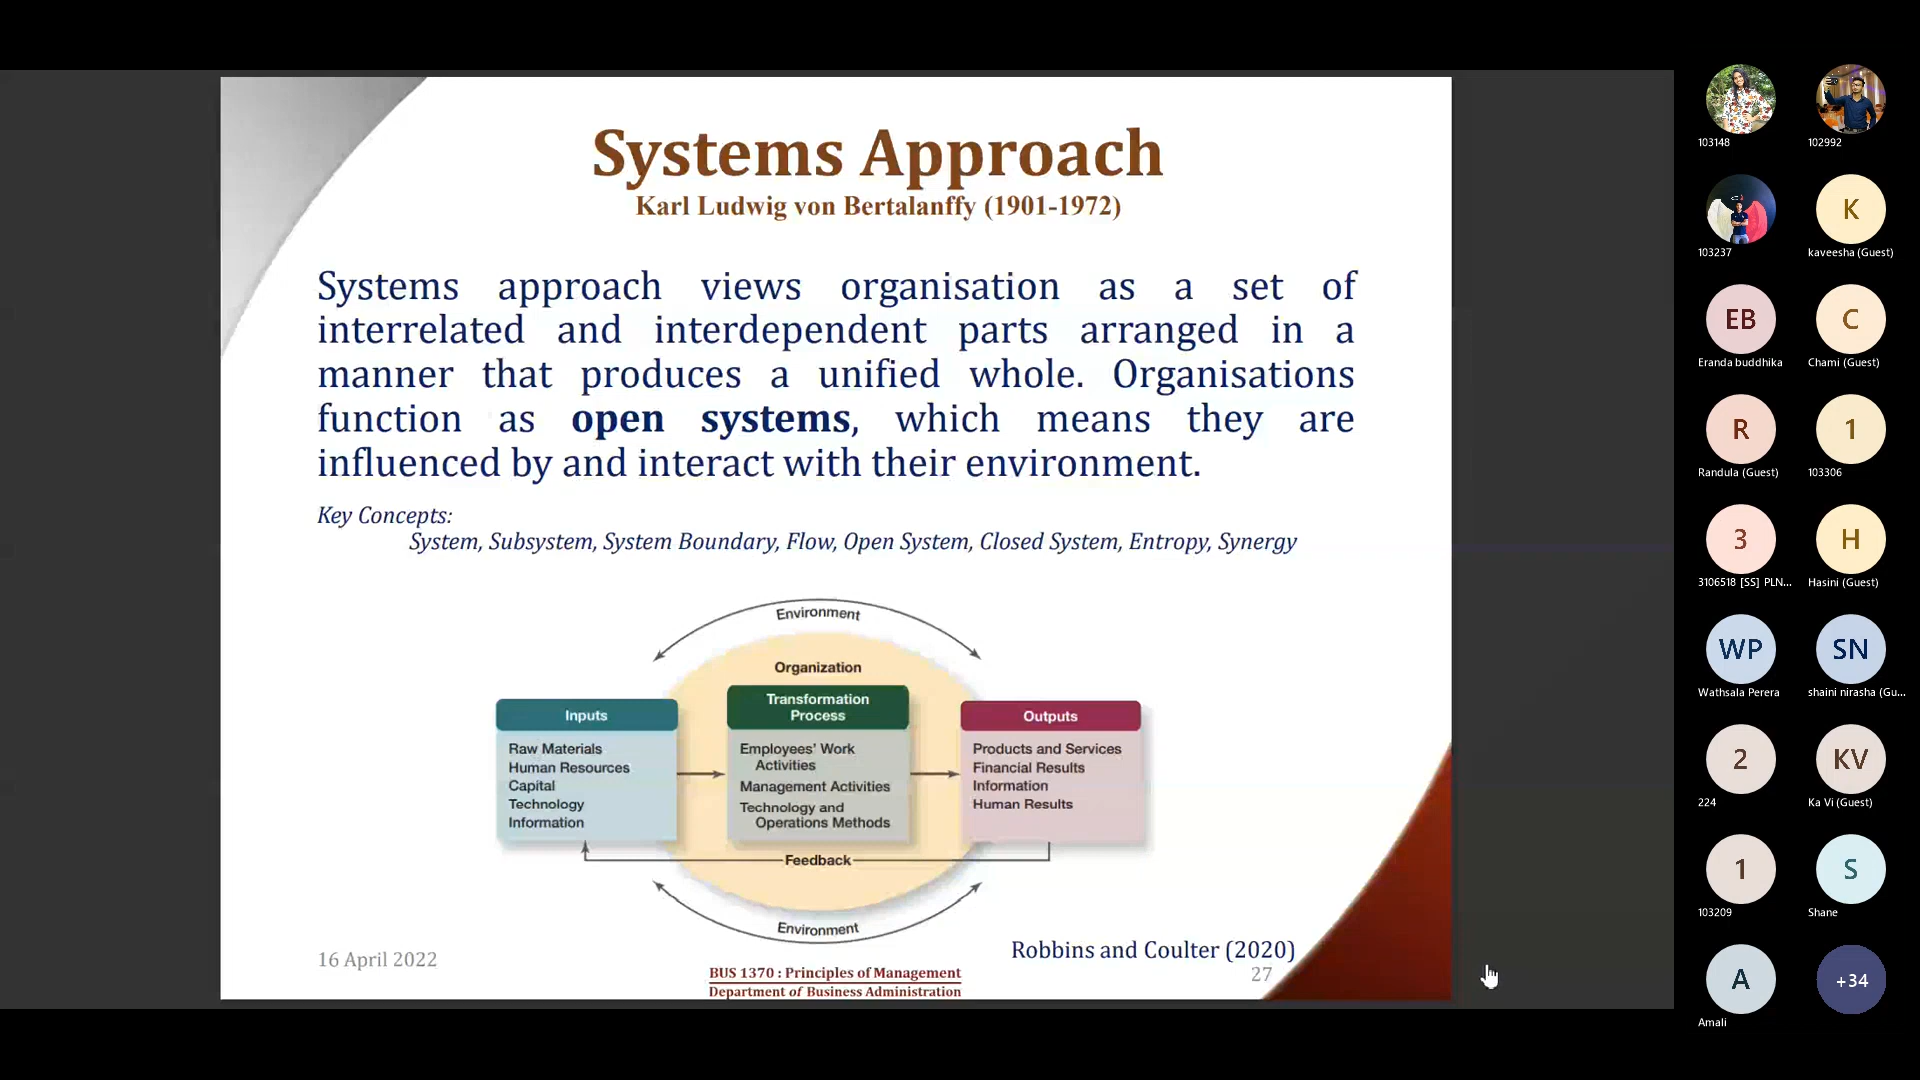 Systems Approach
Karl Ludwig von Bertalanffy (1901-1972)
Systems approach views organisation as a set of
interrelated and interdependent parts arranged in a
manner that produces a unified whole. Organisations
function as open systems, which means they are
influenced by and interact with their environment.
Key Concepts:
System, Subsystem, System Boundary, Flow, Open System, Closed System, Entropy, Synergy
Environment
Organization
Inputs
Raw Materials
Human Resources
Capital
Technology
Information
Transformation
Process
Employees' Work
Activities
Management Activities
Technology and
Operations Methods
Outputs
Products and Services
Financial Results
Information
Human Results
Feedback
Environment
Robbins and Coulter (2020)
16 April 2022
BUS 1370 : Principles of Management
Department of Business Administration
27
103148
102992
103237
K
kaveesha (Guest)
EB
Eranda buddhika
C
Chami (Guest)
R
Randula (Guest)
1
103306
3
3106518 [SS] PLN...
H
Hasini (Guest)
WP
Wathsala Perera
SN
shaini nirasha (Gu...
2
224
KV
Ka Vi (Guest)
1
103209
S
Shane
A
Amali
+34